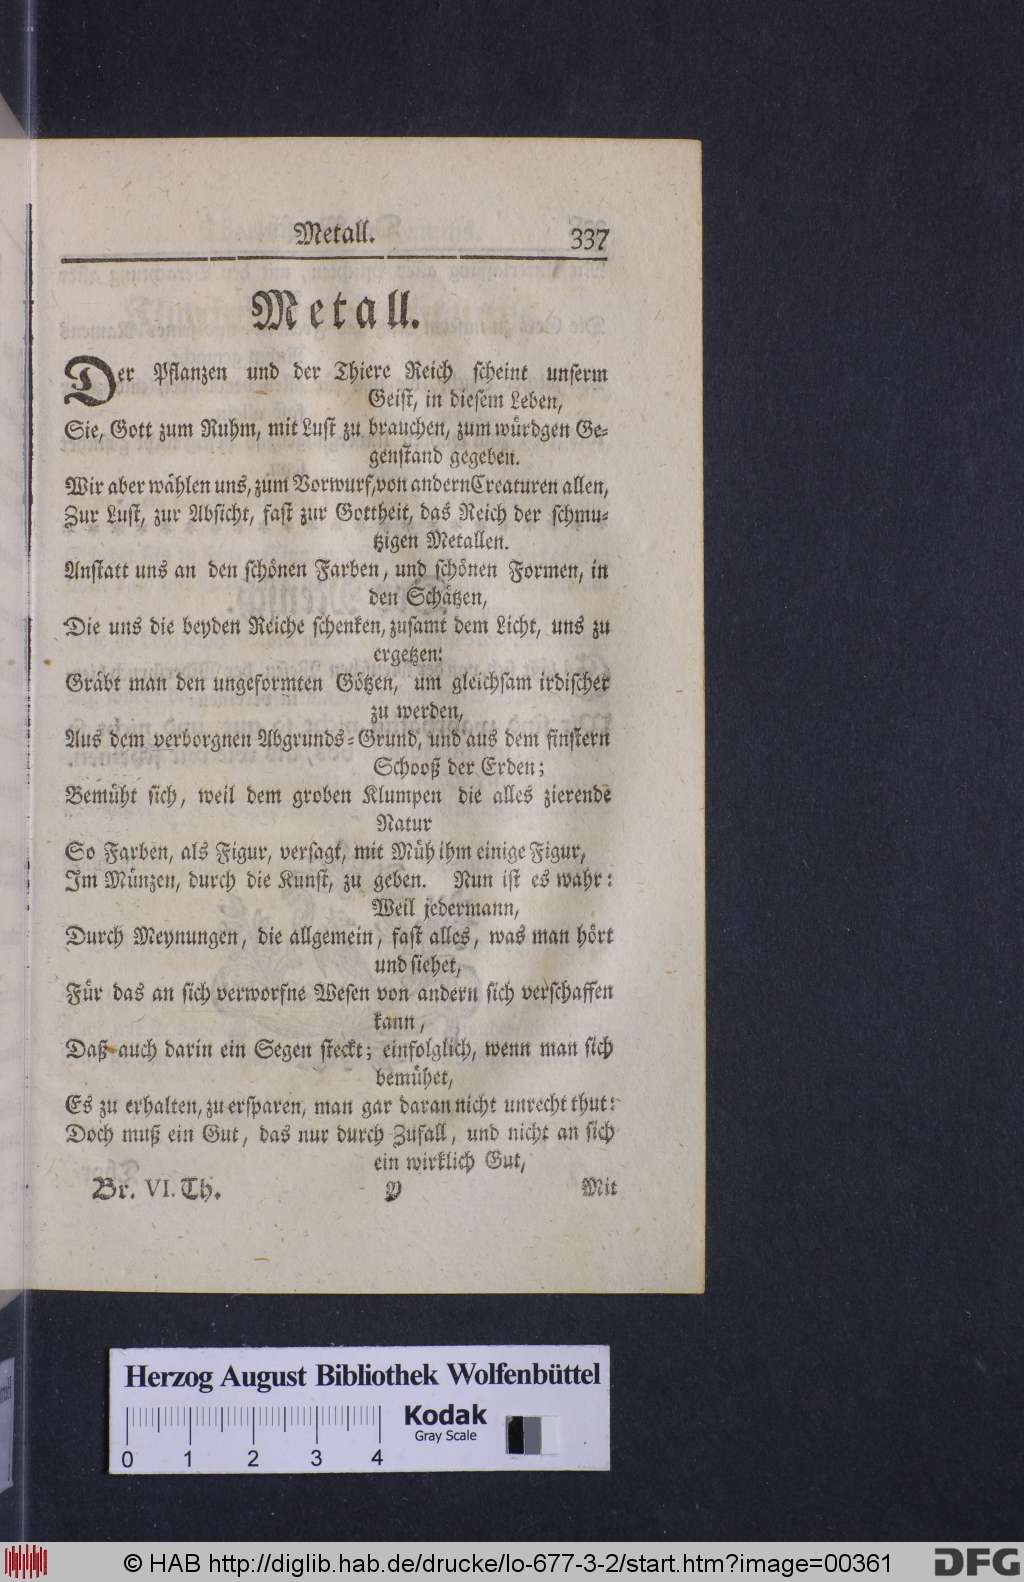 Metall.
337
Metall.
Der Pflanzen und der Thiere Reich scheint unserm
Geist, in diesem Leben,
Sie, Gott zum Ruhm, mit Lust zu brauchen, zum wůrdgen Ge-
genstand gegeben.
Wir aber wåhlen uns, zum Vorwurf, von andern Creaturen allen,
Zur Lust, zur Absicht, fast zur Gottheit, das Reich der schmu-
tzigen Metallen.
Anstatt uns an den schönen Farben, und schönen Formen, in
den Schåtzen,
Die uns die beyden Reiche schenken, zusamt dem Licht, uns zu
ergetzen:
Gråbt man den ungeformten Götzen, um gleichsam irdischer
zu werden,
Aus dem verborgnen Abgrunds-Grund, und aus dem finstern
Schooß der Erden;
Bemůht sich, weil dem groben Klumpen die alles zierende
Natur
So Farben, als Figur, versagt, mit Můh ihm einige Figur,
Im Můnzen, durch die Kunst, zu geben. Nun ist es wahr:
Weil jedermann,
Durch Meynungen, die allgemein, fast alles, was man hört
und siehet,
Fůr das an sich verworfne Wesen von andern sich verschaffen
kann,
Daß auch darin ein Segen steckt; einfolglich, wenn man sich
bemůhet,
Es zu erhalten, zu ersparen, man gar daran nicht unrecht thut:
Doch muß ein Gut, das nur durch Zufall, und nicht an sich
ein wirklich Gut,
Br. VI. Th.
Y
Mit
Herzog August Bibliothek Wolfenbüttel
Kodak
Gray Scale
0 1 2 3 4
© HAB http://diglib.hab.de/drucke/lo-677-3-2/start.htm?image=00361
DFG